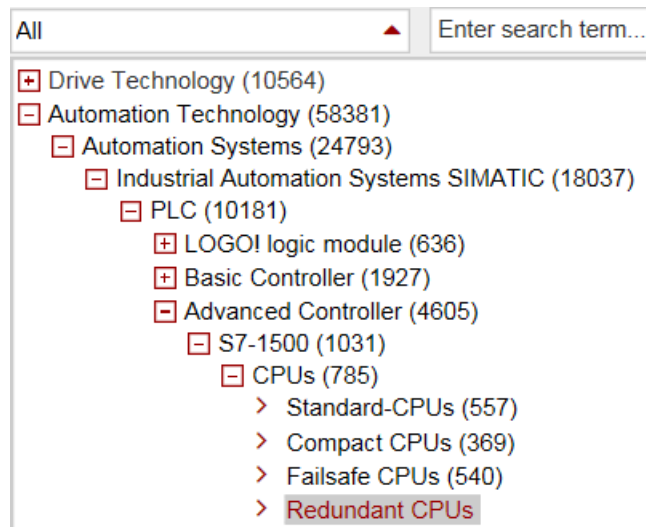 All
Enter search term...
Drive Technology (10564)
Automation Technology (58381)
Automation Systems (24793)
Industrial Automation Systems SIMATIC (18037)
PLC (10181)
LOGO! logic module (636)
Basic Controller (1927)
Advanced Controller (4605)
S7-1500 (1031)
CPUs (785)
Standard-CPUs (557)
Compact CPUs (369)
Failsafe CPUs (540)
Redundant CPUs